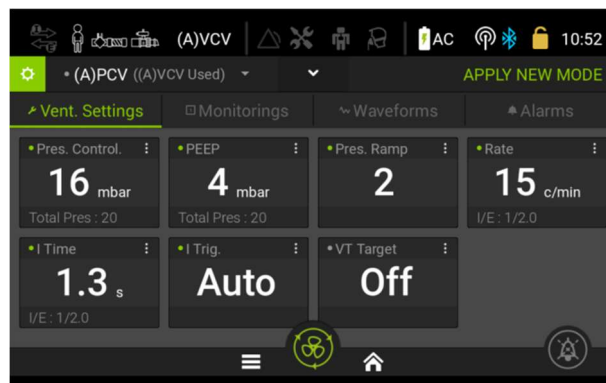 (A)VCV AC 10:52
• (A)PCV ((A)VCV Used) APPLY NEW MODE
Vent. Settings Monitorings Waveforms Alarms
Pres. Control. PEEP Pres. Ramp Rate
16 mbar 4 mbar 2 15 c/min
Total Pres : 20 Total Pres : 20 I/E : 1/2.0
I Time I Trig. VT Target
1.3 s Auto Off
I/E : 1/2.0